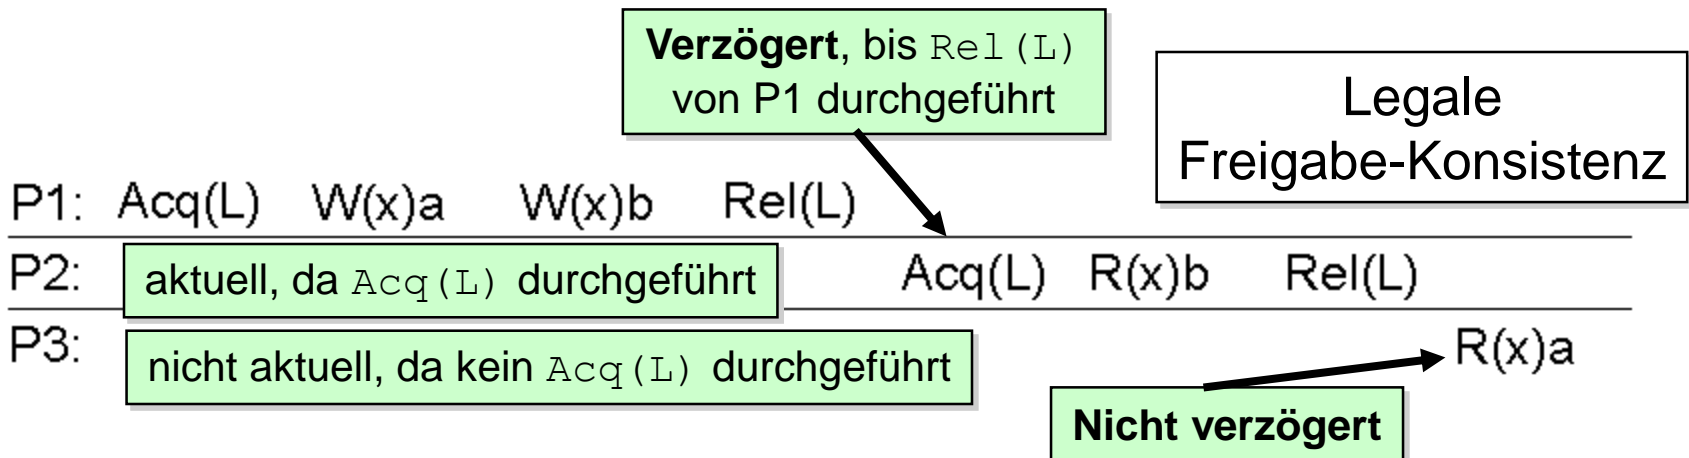 Verzögert, bis Rel(L)
von P1 durchgeführt
Legale
Freigabe-Konsistenz
P1: Acq(L) W(x)a W(x)b Rel(L)
P2: aktuell, da Acq(L) durchgeführt Acq(L) R(x)b Rel(L)
P3: nicht aktuell, da kein Acq(L) durchgeführt R(x)a
Nicht verzögert